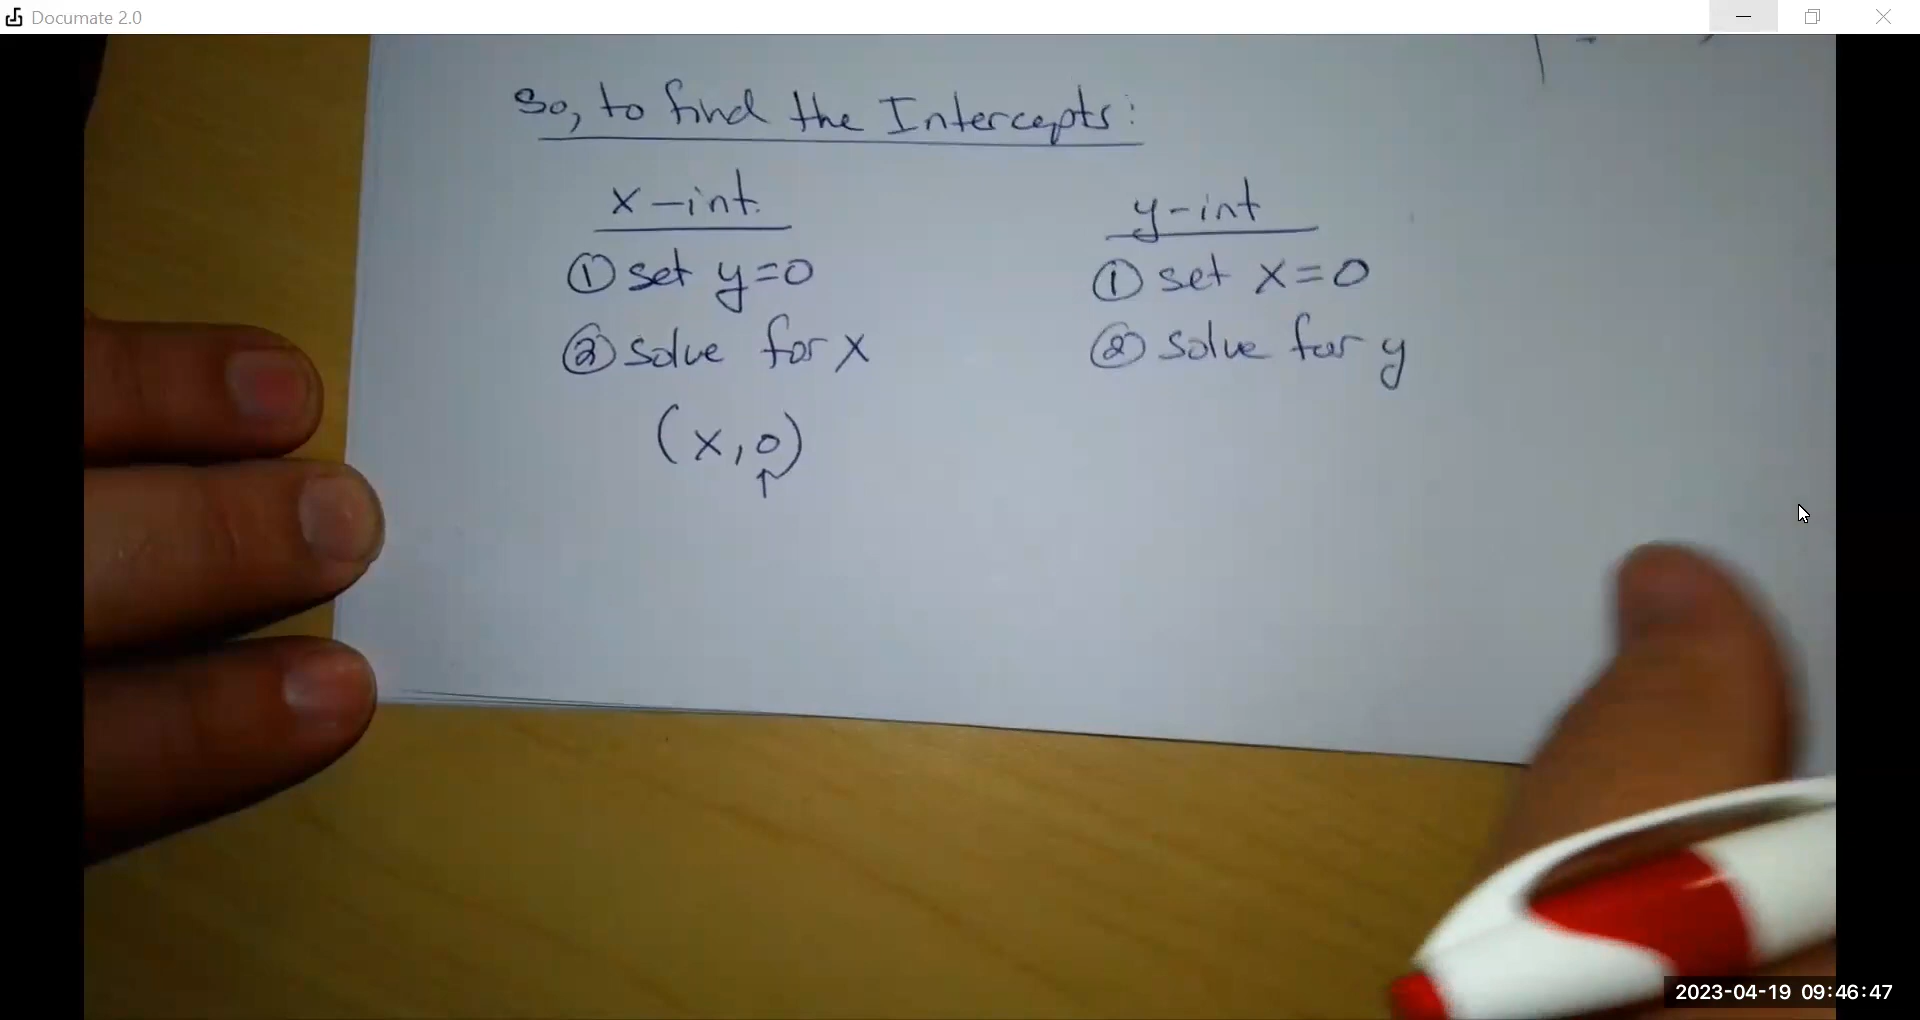 Documate 2.0
So, to find the Intercepts:
x-int.
① set y=0
② solve for x
(x,0)
↑
y-int
① set x=0
② solve for y
2023-04-19 09:46:47